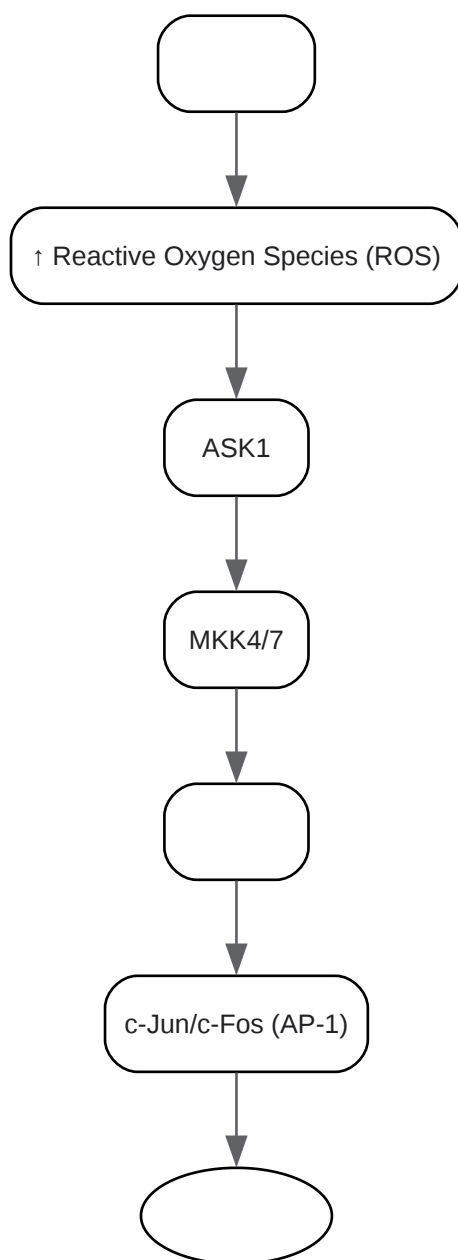 ↑ Reactive Oxygen Species (ROS)
ASK1
MKK4/7
c-Jun/c-Fos (AP-1)